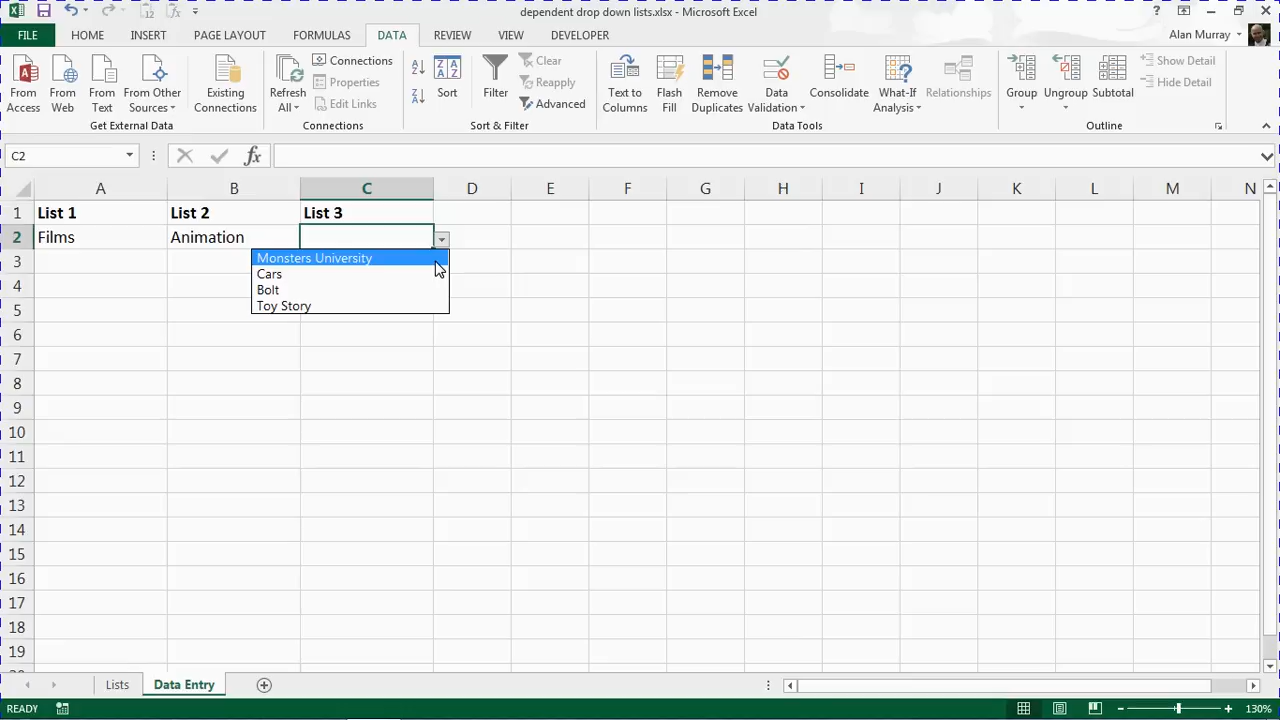 dependent drop down lists.xlsx - Microsoft Excel
FILE HOME INSERT PAGE LAYOUT FORMULAS DATA REVIEW VIEW DEVELOPER Alan Murray
From Access
From Web
From Text
From Other Sources
Existing Connections
Get External Data
Refresh All
Connections
Properties
Edit Links
Connections
Sort
Filter
Clear
Reapply
Advanced
Sort & Filter
Text to Columns
Flash Fill
Remove Duplicates
Data Validation
Consolidate
What-If Analysis
Relationships
Data Tools
Group
Ungroup
Subtotal
Show Detail
Hide Detail
Outline
C2 fx
A B C D E F G H I J K L M N
1 List 1 List 2 List 3
2 Films Animation
Monsters University
3
Cars
4 Bolt
5 Toy Story
6
7
8
9
10
11
12
13
14
15
16
17
18
19
Lists Data Entry
READY 130%